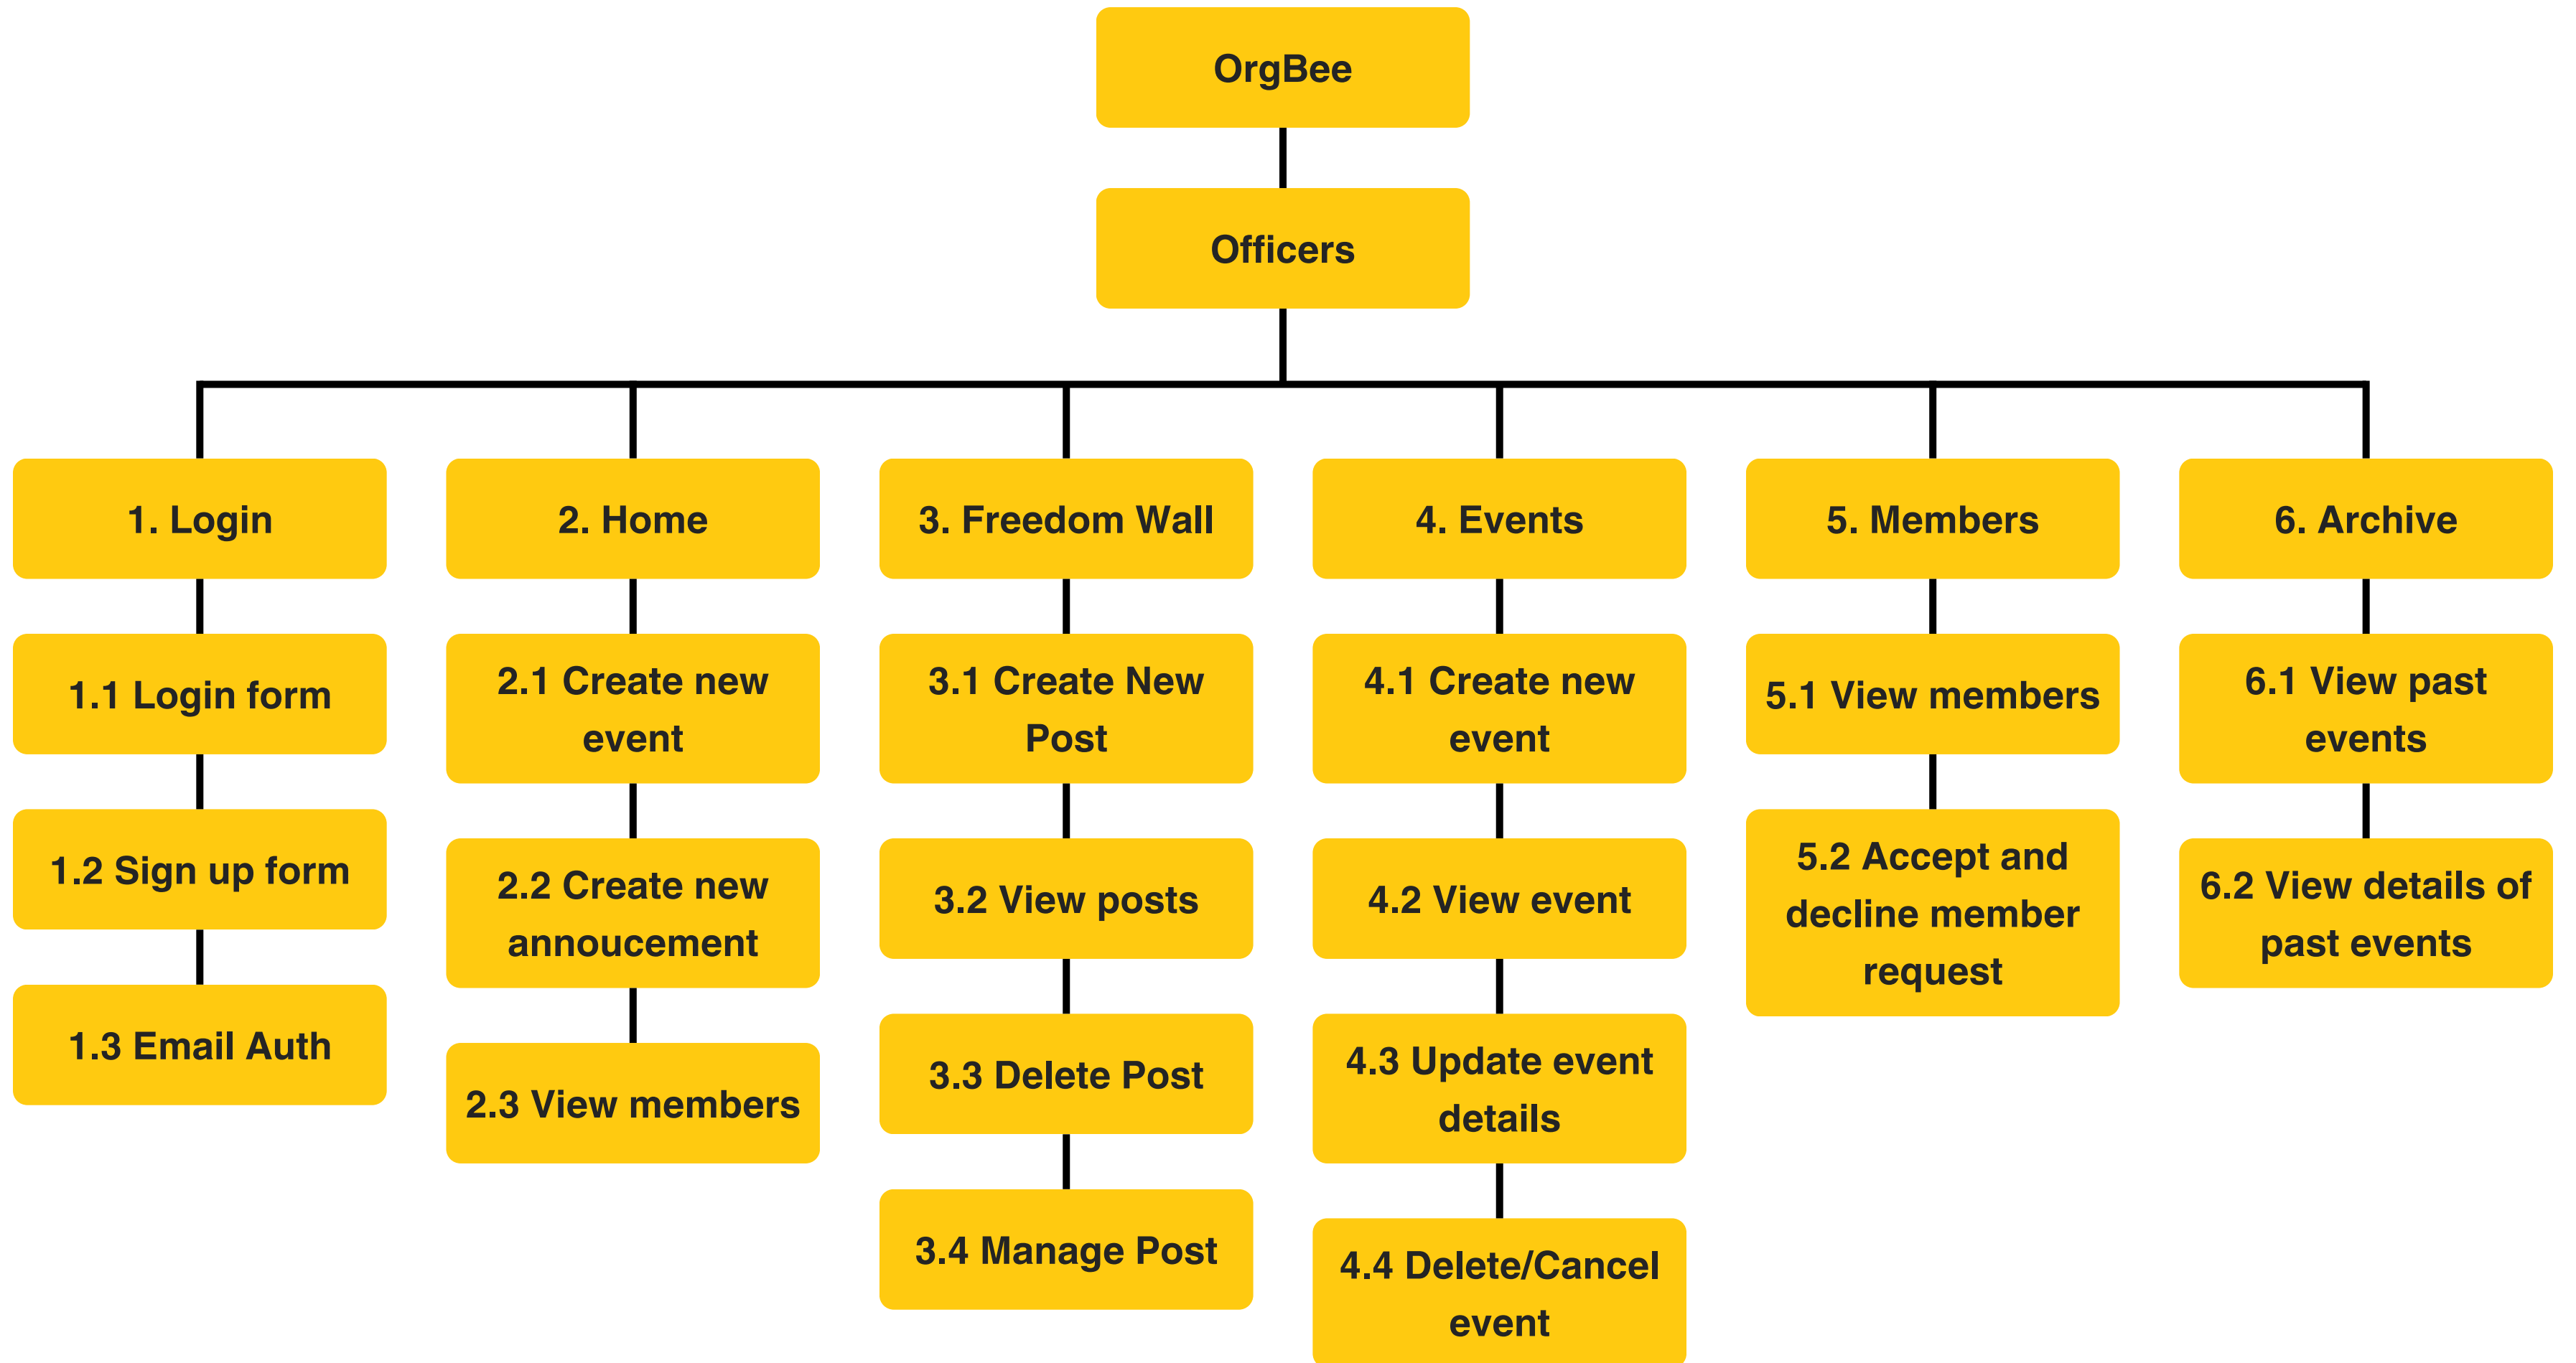 OrgBee
Officers
1. Login
2. Home
3. Freedom Wall
4. Events
5. Members
6. Archive
1.1 Login form
1.2 Sign up form
1.3 Email Auth
2.1 Create new
event
2.2 Create new
annoucement
2.3 View members
3.1 Create New
Post
3.2 View posts
3.3 Delete Post
3.4 Manage Post
4.1 Create new
event
4.2 View event
4.3 Update event
details
4.4 Delete/Cancel
event
5.1 View members
5.2 Accept and
decline member
request
6.1 View past
events
6.2 View details of
past events